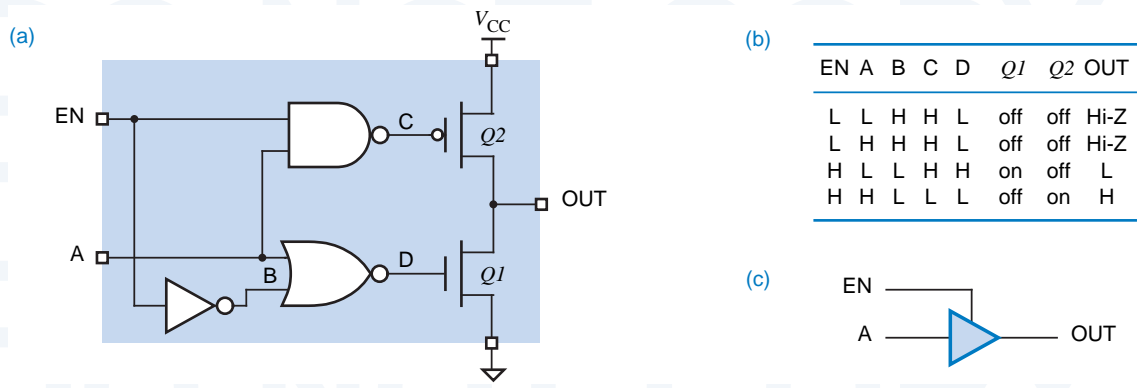 (a)
V_CC
EN
C
Q2
OUT
A
B
D
Q1
(b)
EN A B C D Q1 Q2 OUT
L L H H L off off Hi-Z
L H H H L off off Hi-Z
H L L H H on off L
H H L L L off on H
(c)
EN
A
OUT